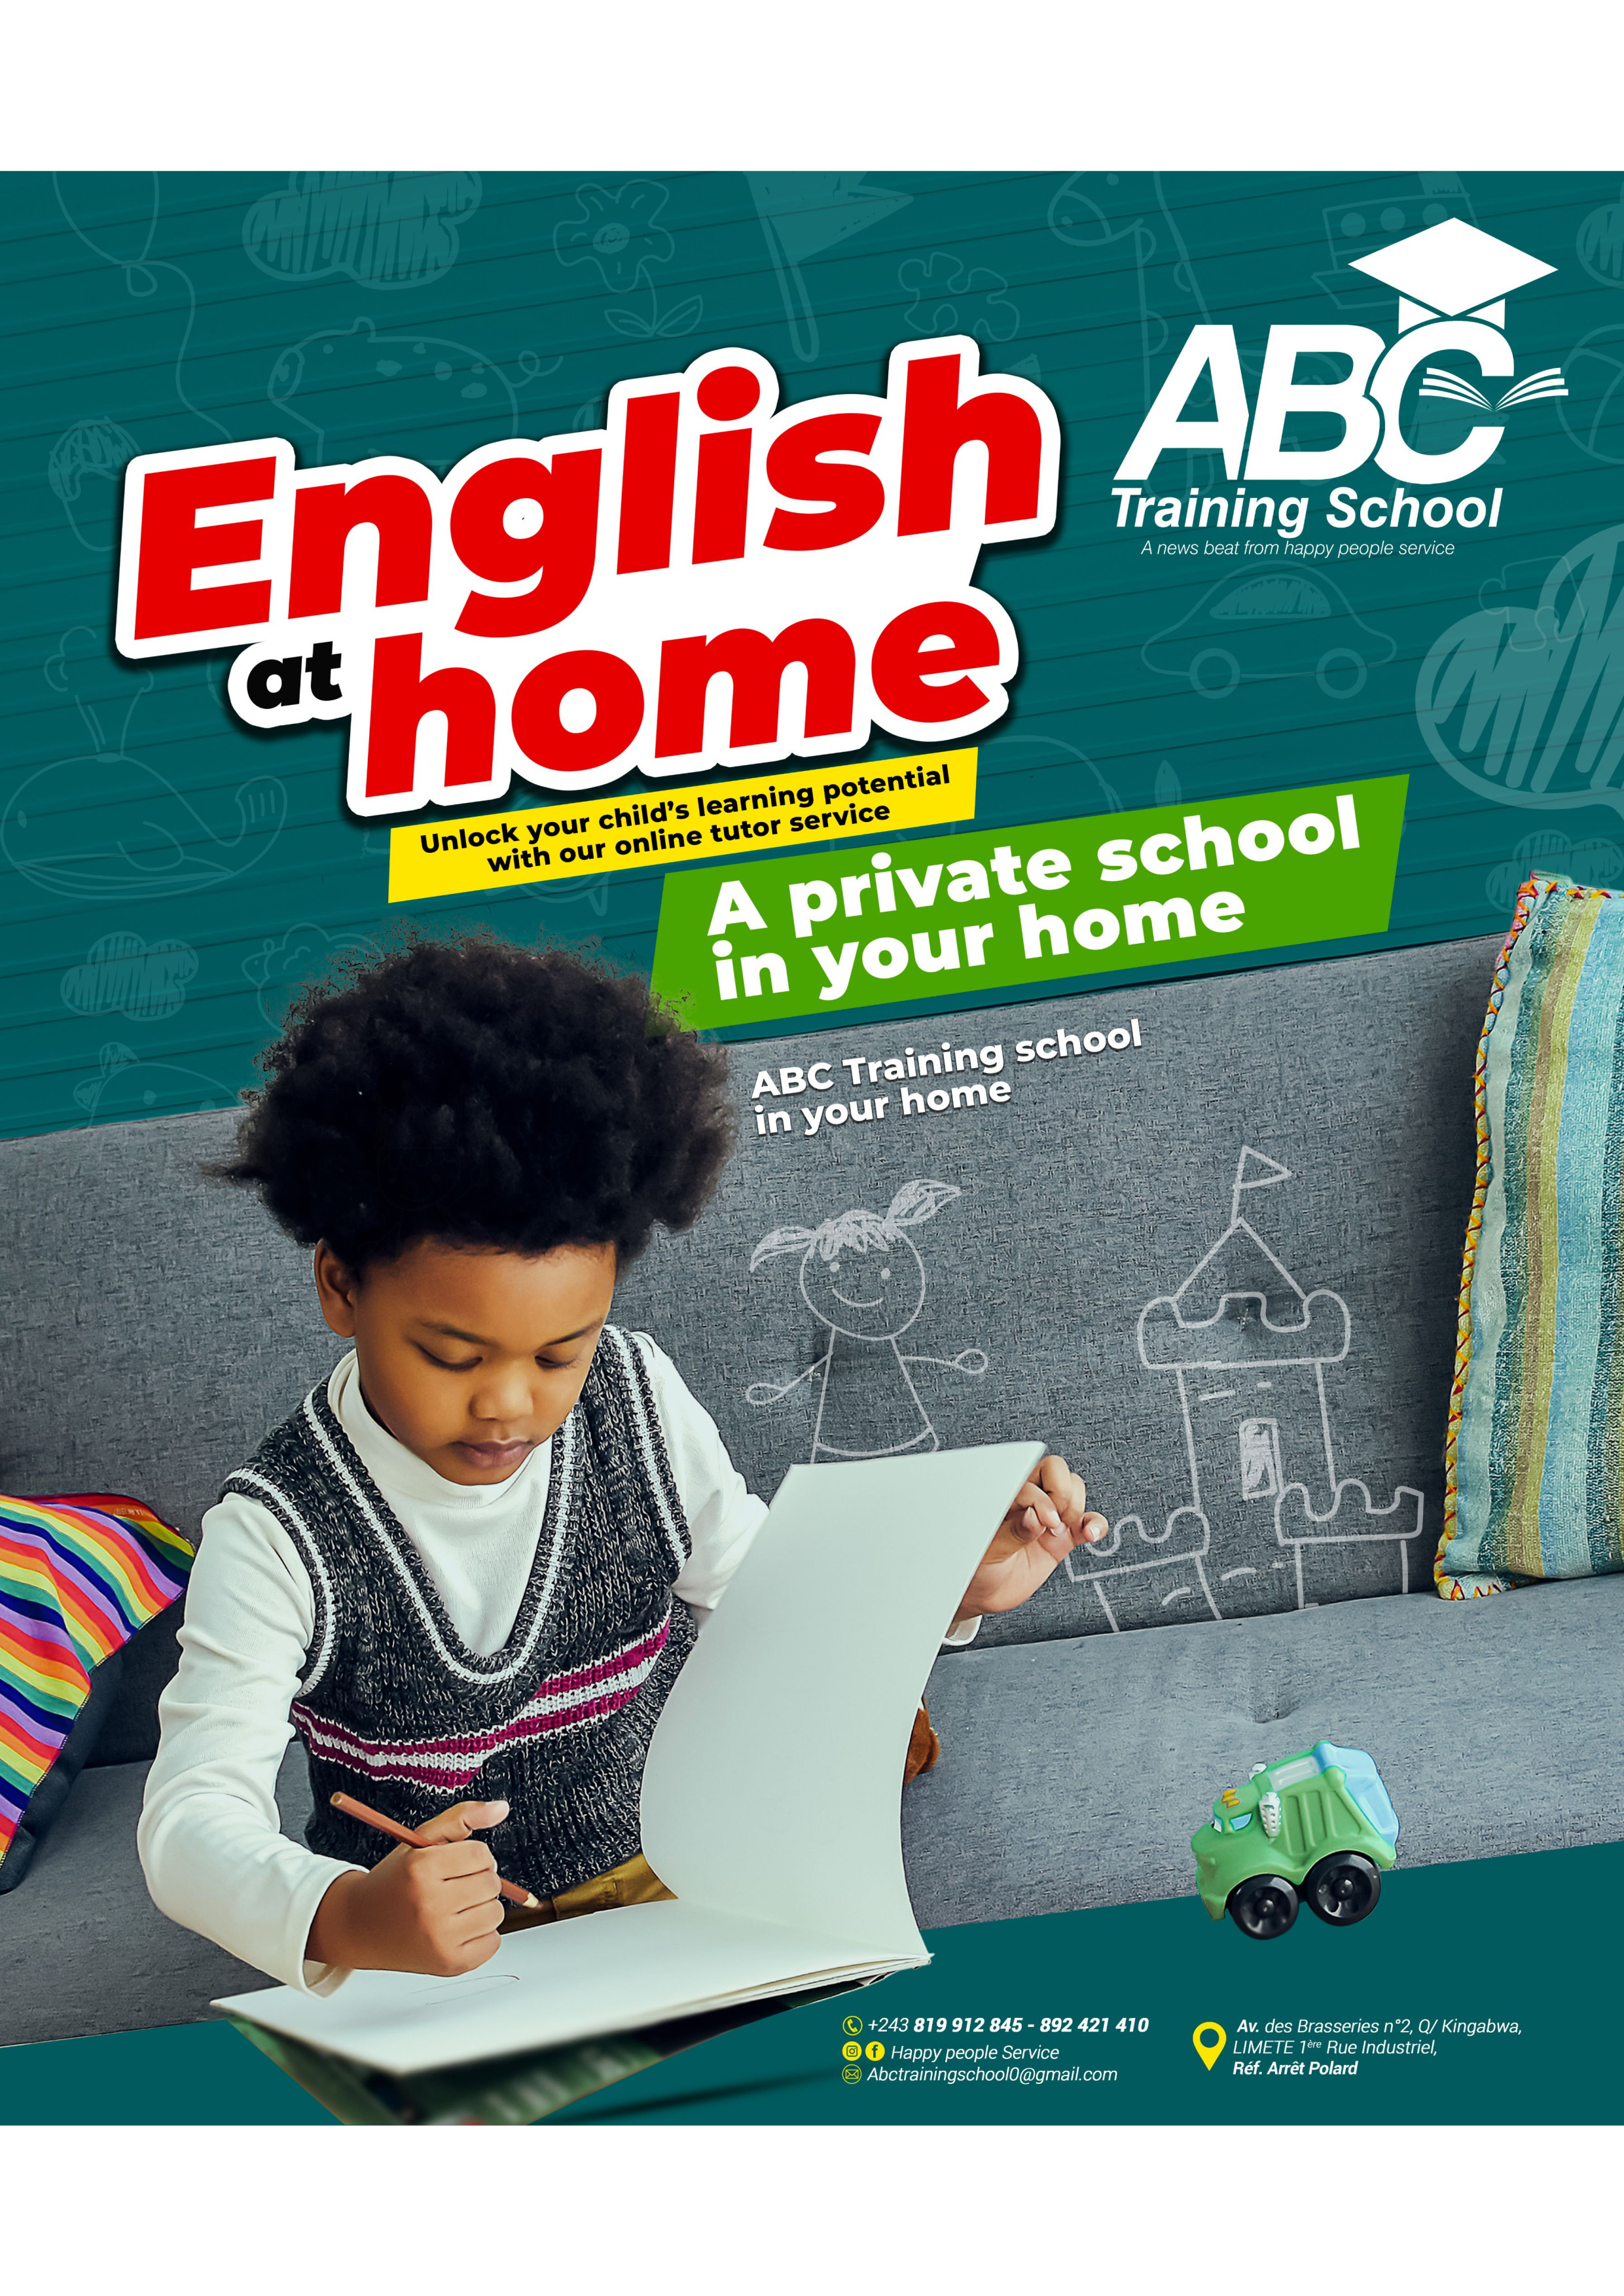 ABC
Training School
A news beat from happy people service
English
at home
Unlock your child's learning potential
with our online tutor service
A private school
in your home
ABC Training school
in your home
+243 819 912 845 - 892 421 410
Happy people Service
Abctrainingschool0@gmail.com
Av. des Brasseries n°2, Q/ Kingabwa,
LIMETE 1ère Rue Industriel,
Réf. Arrêt Polard